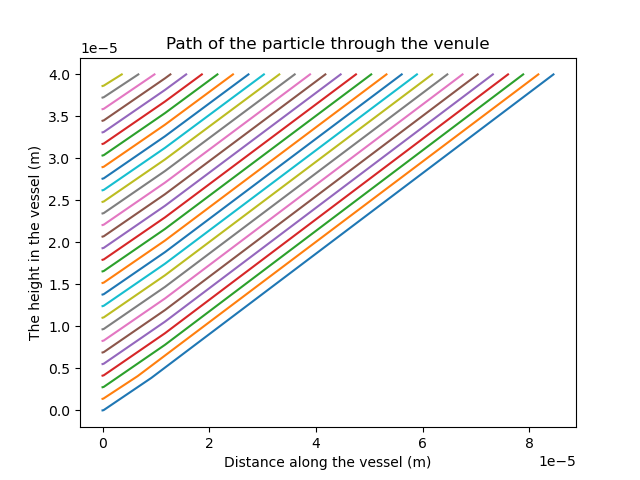 Path of the particle through the venule
1e−5
4.0
3.5
3.0
2.5
2.0
1.5
1.0
0.5
0.0
The height in the vessel (m)
0 2 4 6 8
Distance along the vessel (m)
1e−5